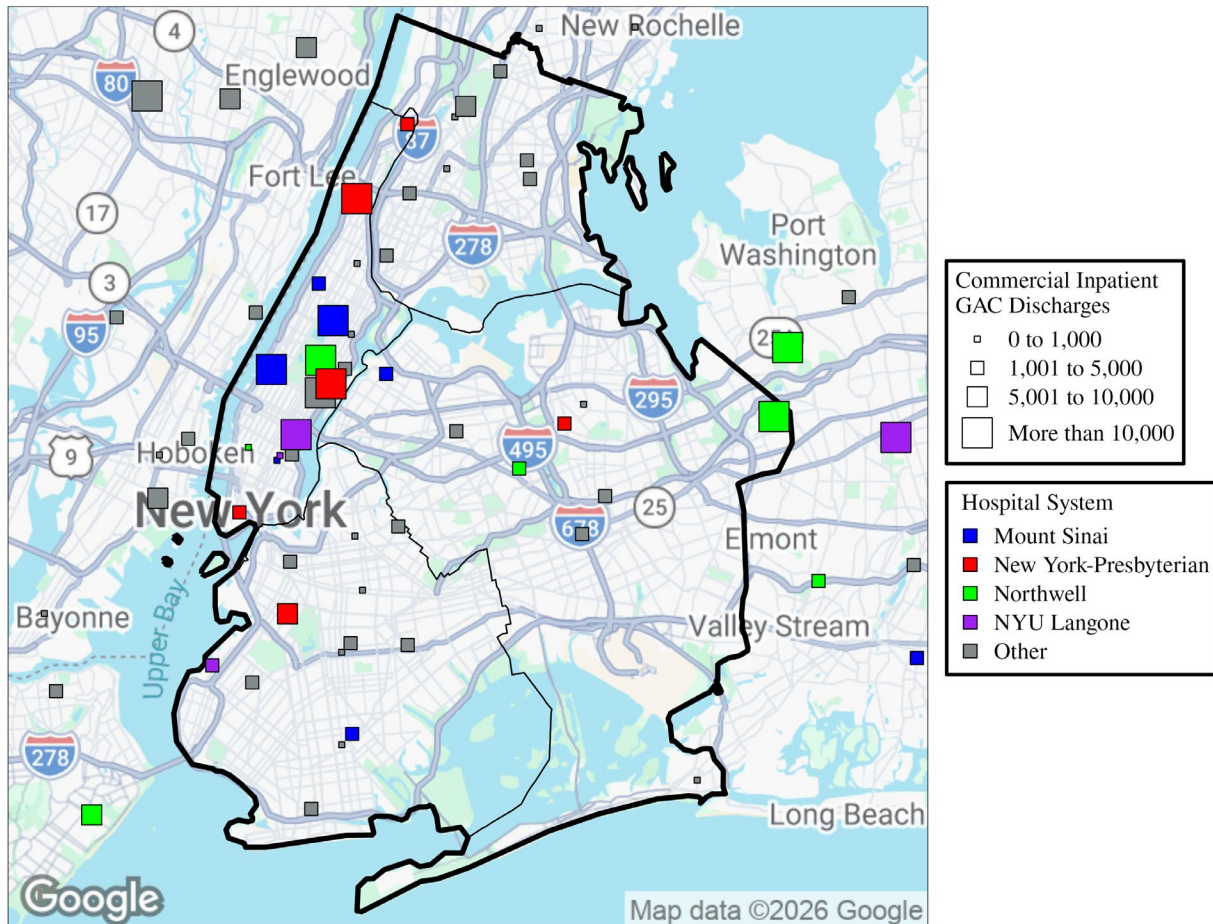 New Rochelle
4
Englewood
80
87
Fort Lee
17
278
Port
Washington
3
95
25A
295
Hoboken
9
495
New York
25
678
Elmont
Bayonne
Upper Bay
Valley Stream
278
Long Beach
Google
Map data ©2026 Google
Commercial Inpatient
GAC Discharges
0 to 1,000
1,001 to 5,000
5,001 to 10,000
More than 10,000
Hospital System
Mount Sinai
New York-Presbyterian
Northwell
NYU Langone
Other